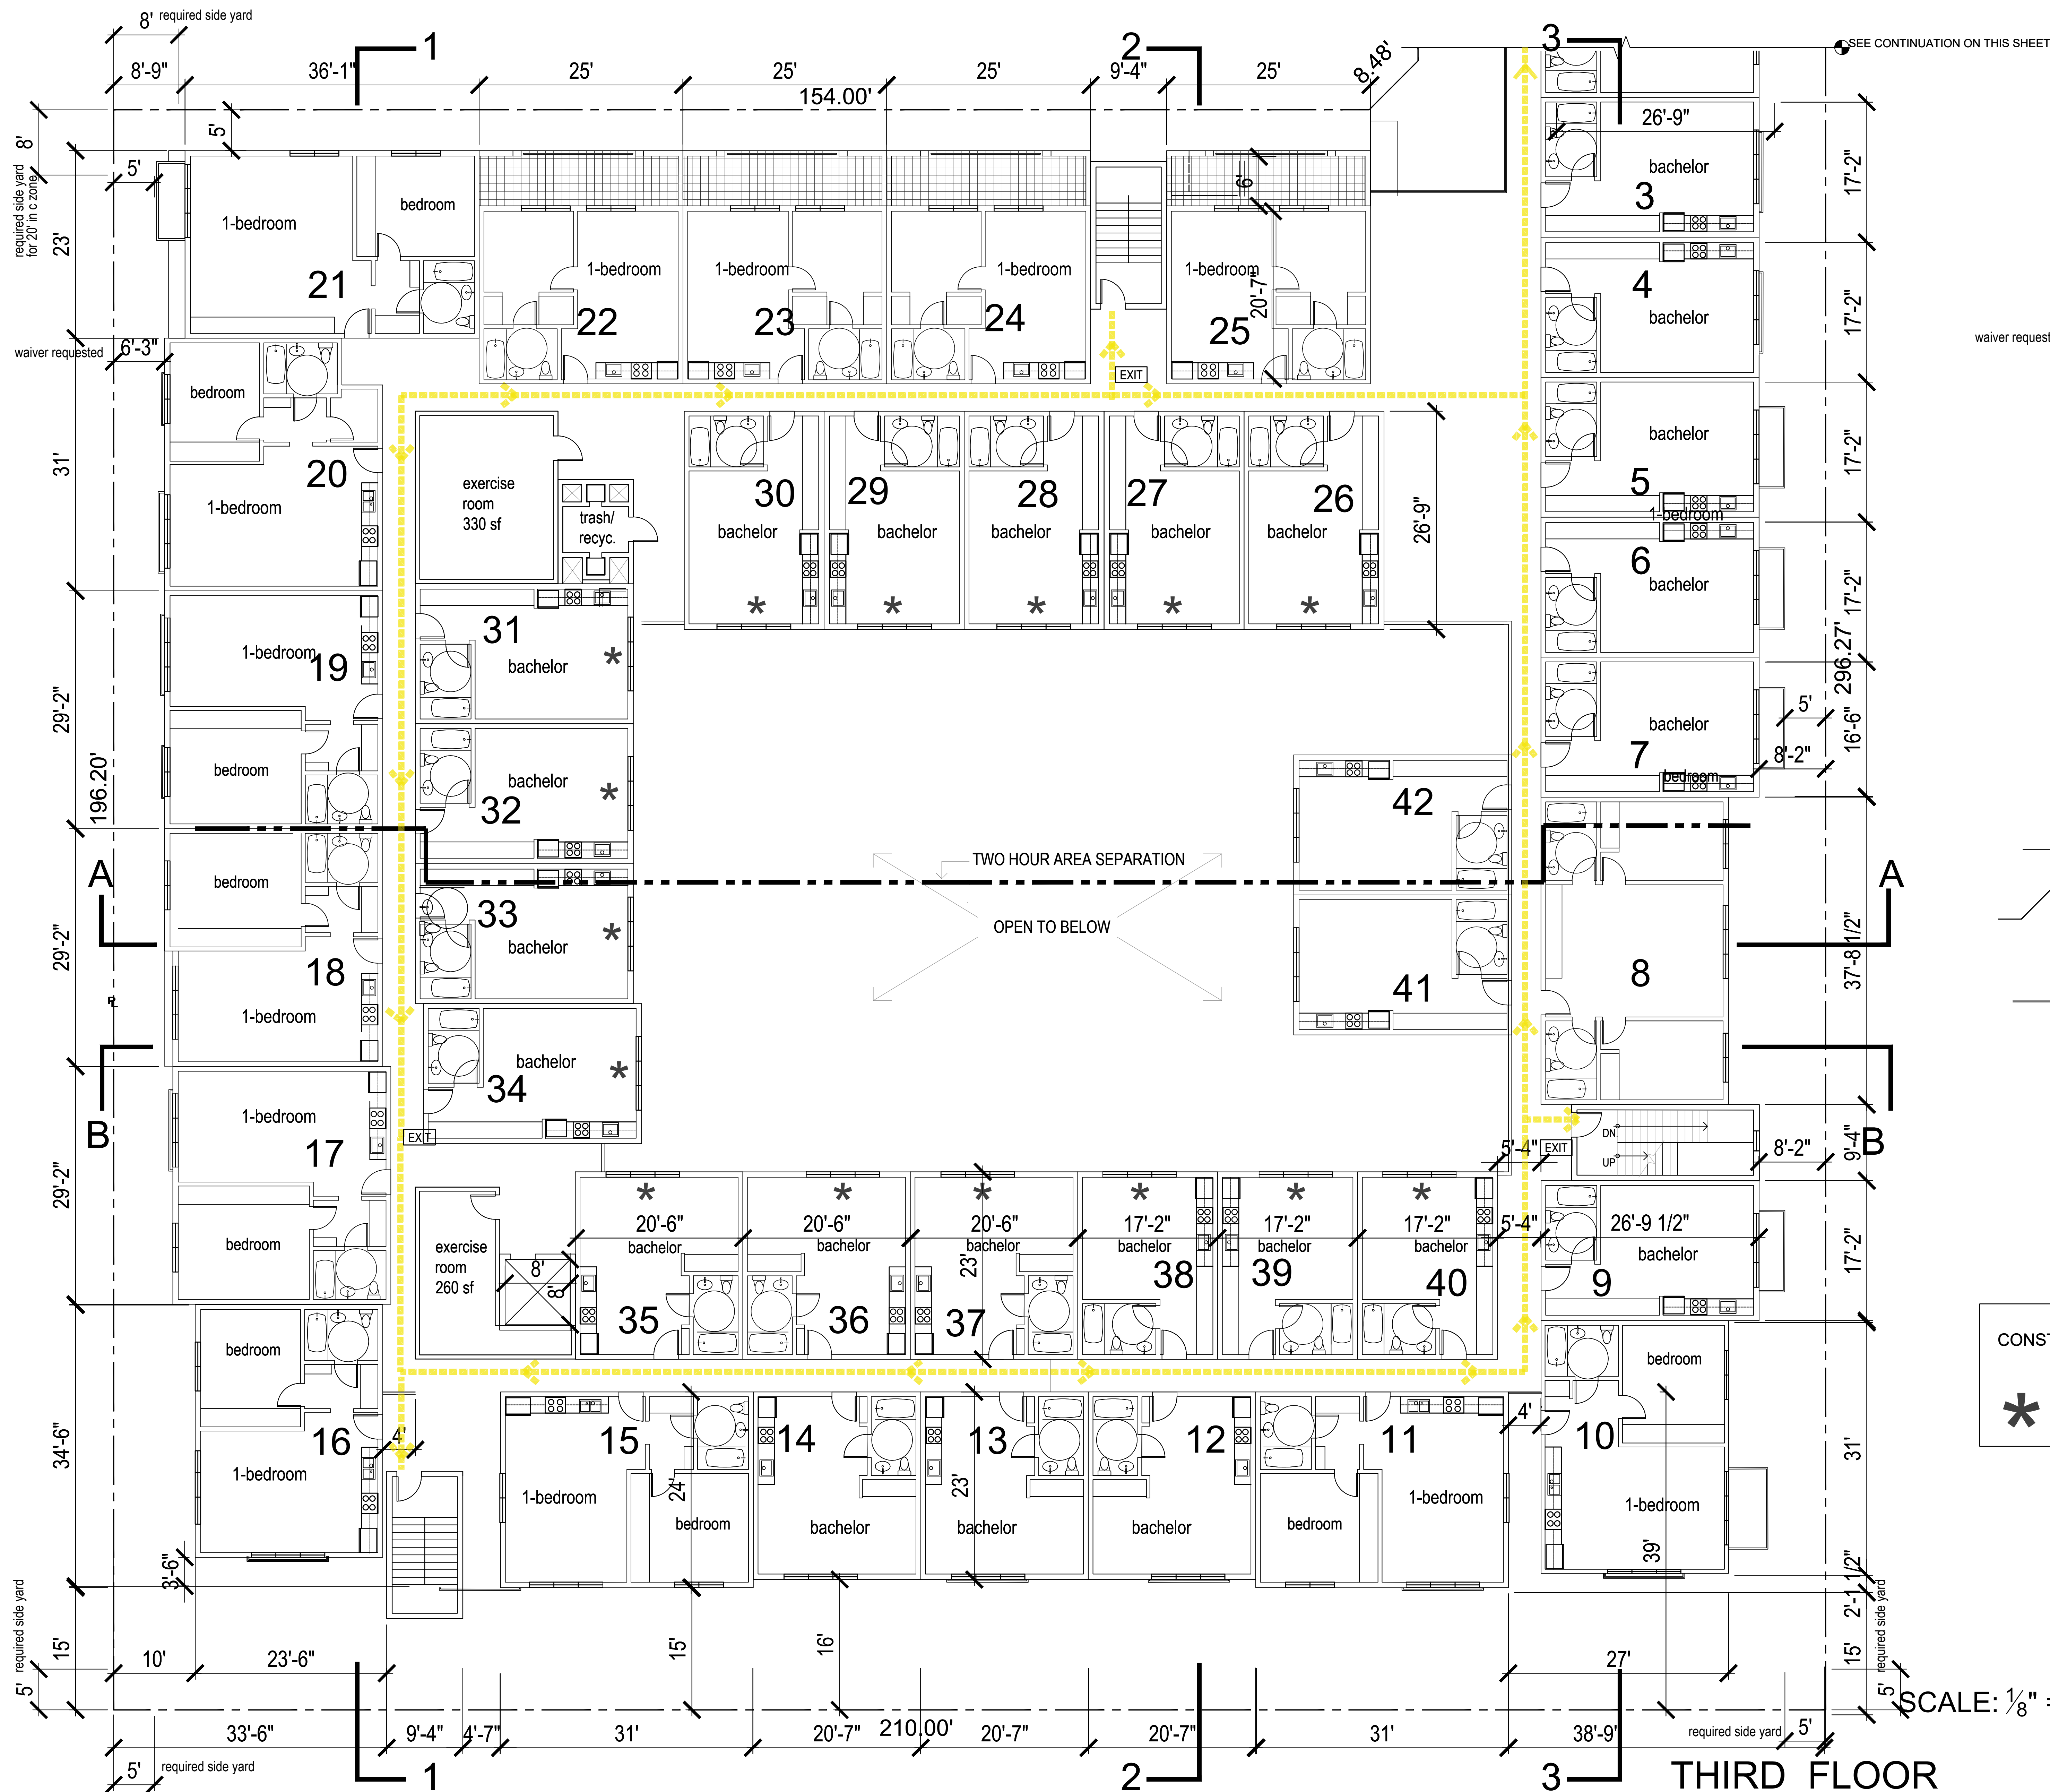 8' required side yard
1 2 3
SEE CONTINUATION ON THIS SHEET
8'-9" 36'-1" 25' 25' 25' 9'-4" 25' 8.48'
154.00'
8' 5' 5'
required side yard
for 20' in c zone
23'
26'-9"
bachelor
3
17'-2"
1-bedroom
bedroom
21
1-bedroom
22
1-bedroom
23
1-bedroom
24
6'
1-bedroom
20'-7"
25
4
bachelor
17'-2"
waiver requested 6'-3"
waiver request
EXIT
bedroom
20
1-bedroom
31'
exercise
room
330 sf
trash/
recyc.
30
bachelor
*
29
bachelor
*
28
bachelor
*
27
bachelor
*
26
bachelor
*
26'-9"
bachelor
5
17'-2"
1-bedroom
6
bachelor
17'-2"
296.27'
1-bedroom
19
bedroom
29'-2"
196.20'
31
bachelor
*
bachelor
*
32
bachelor
7
bedroom
16'-6"
5'
8'-2"
42
TWO HOUR AREA SEPARATION
OPEN TO BELOW
A
A
bedroom
18
1-bedroom
29'-2"
PL
33
bachelor
*
41
8
37'-8 1/2"
bachelor
*
34
B
B
1-bedroom
17
bedroom
29'-2"
EXIT
DN.
UP
EXIT
5'-4"
8'-2"
9'-4"
exercise
room
260 sf
8'
8'
*
20'-6"
bachelor
35
*
20'-6"
bachelor
36
*
20'-6"
bachelor
23'
37
*
17'-2"
bachelor
38
*
17'-2"
bachelor
39
*
17'-2"
bachelor
40
5'-4"
26'-9 1/2"
bachelor
9
17'-2"
CONST
*
bedroom
16
4'
1-bedroom
34'-6"
3'-6"
15
1-bedroom
24'
bedroom
14
bachelor
13
23'
bachelor
12
bachelor
11
1-bedroom
bedroom
4'
10
bedroom
1-bedroom
39'
31'
2'-1 1/2"
required side yard
5'
15'
10' 23'-6"
15'
16'
27'
15'
required side yard
5'
SCALE: 1/8" =
33'-6" 9'-4" 4'-7" 31' 20'-7" 210.00' 20'-7" 20'-7" 31' 38'-9"
required side yard 5'
5' required side yard
1 2 3
THIRD FLOOR